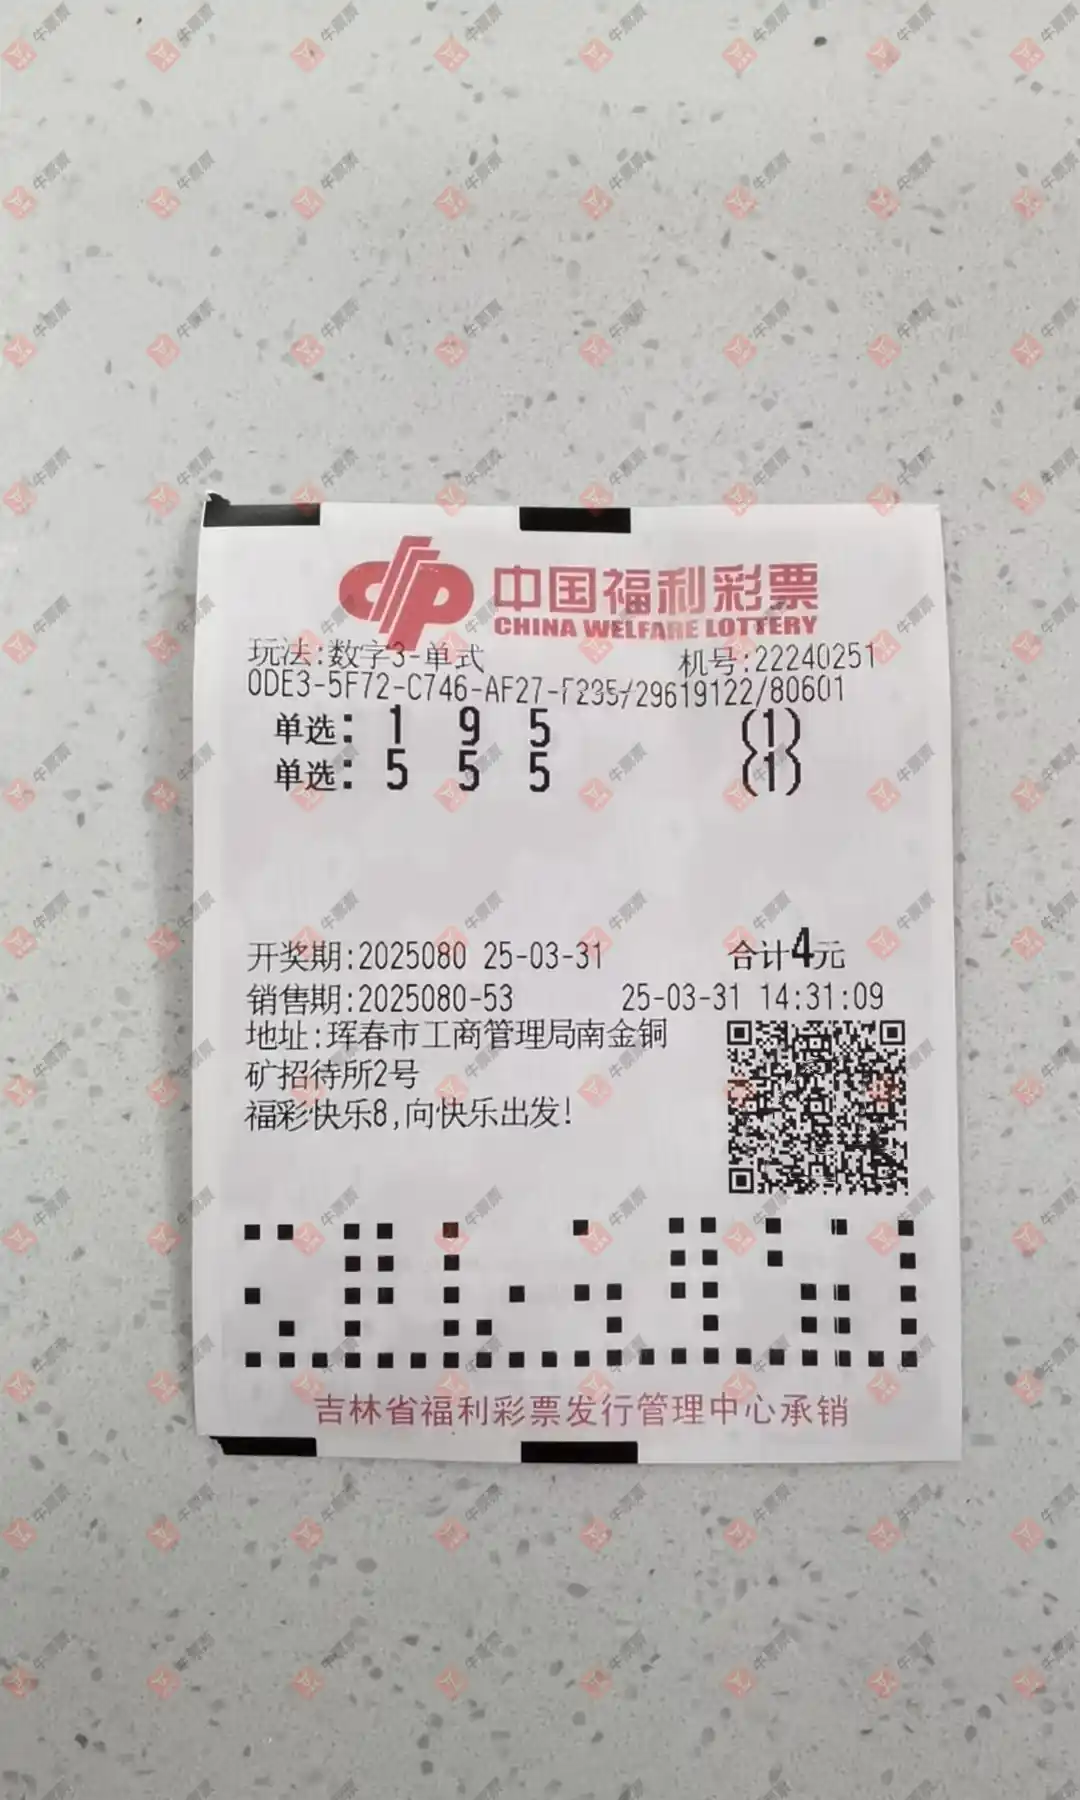 中国福利彩票
CHINA WELFARE LOTTERY
玩法:数字3-单式 机号:22240251
0DE3-5F72-C746-AF27-F235/29619122/80601
单选: 1 9 5 (1)
单选: 5 5 5 (1)
开奖期:2025080 25-03-31 合计4元
销售期:2025080-53 25-03-31 14:31:09
地址:珲春市工商管理局南金铜
矿招待所2号
福彩快乐8,向快乐出发!
吉林省福利彩票发行管理中心承销
牛票票